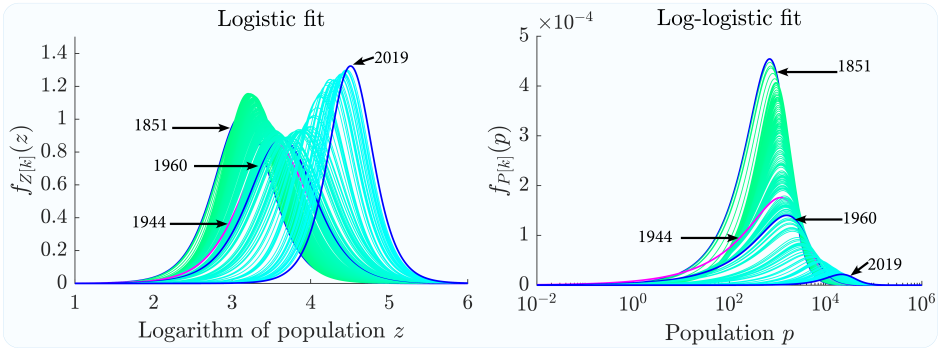 Logistic fit
1.4
1.2
1
0.8
0.6
0.4
0.2
0
f_{Z[k]}(z)
2019
1851
1960
1944
1 2 3 4 5 6
Logarithm of population z
Log-logistic fit
×10⁻⁴
5
4
3
2
1
0
f_{P[k]}(p)
1851
1960
1944
2019
10⁻² 10⁰ 10² 10⁴ 10⁶
Population p